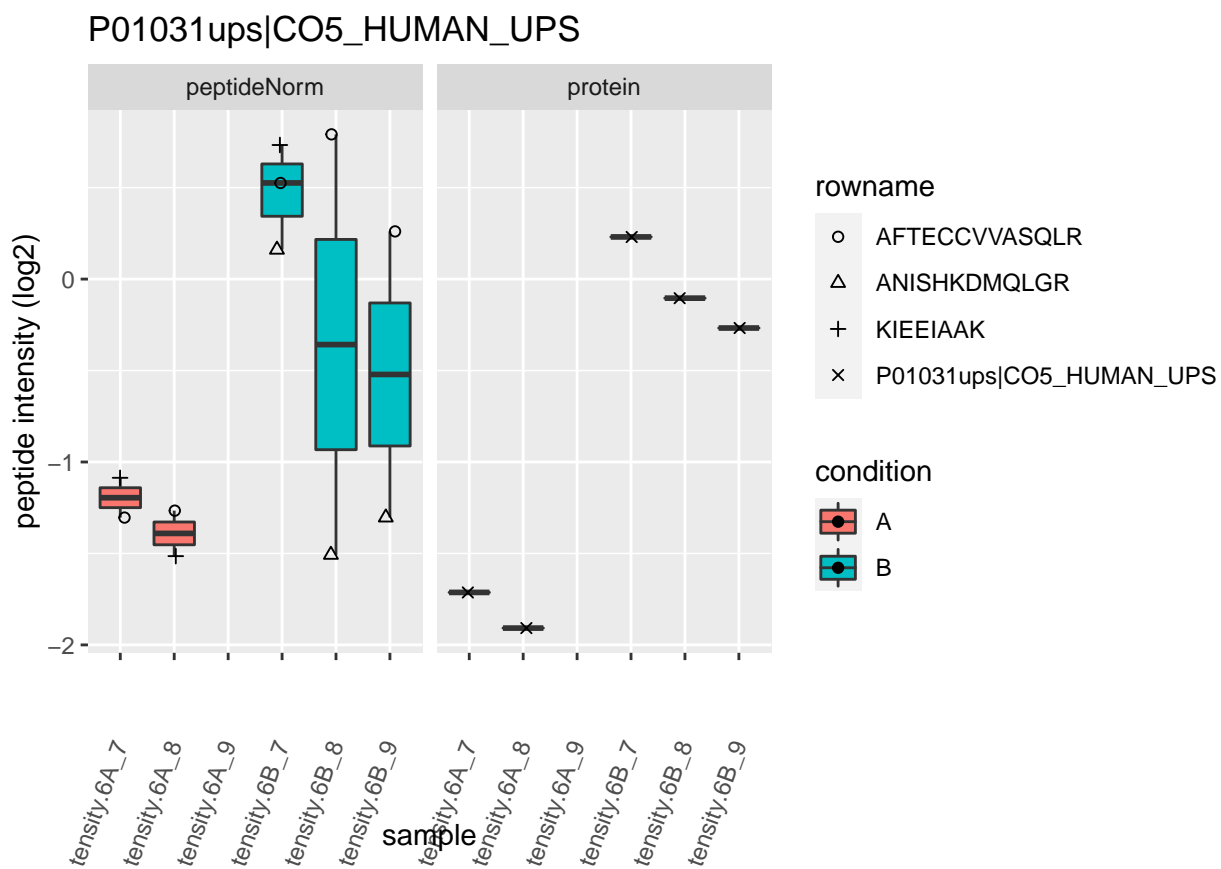 P01031ups|CO5_HUMAN_UPS
peptideNorm
protein
peptide intensity (log2)
0
−1
−2
tensity.6A_7
tensity.6A_8
tensity.6A_9
tensity.6B_7
tensity.6B_8
tensity.6B_9
tensity.6A_7
tensity.6A_8
tensity.6A_9
tensity.6B_7
tensity.6B_8
tensity.6B_9
sample
rowname
AFTECCVVASQLR
ANISHKDMQLGR
KIEEIAAK
P01031ups|CO5_HUMAN_UPS
condition
A
B